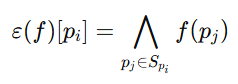 ε(f)[p_i] = ⋀_{p_j∈S_{p_i}} f(p_j)